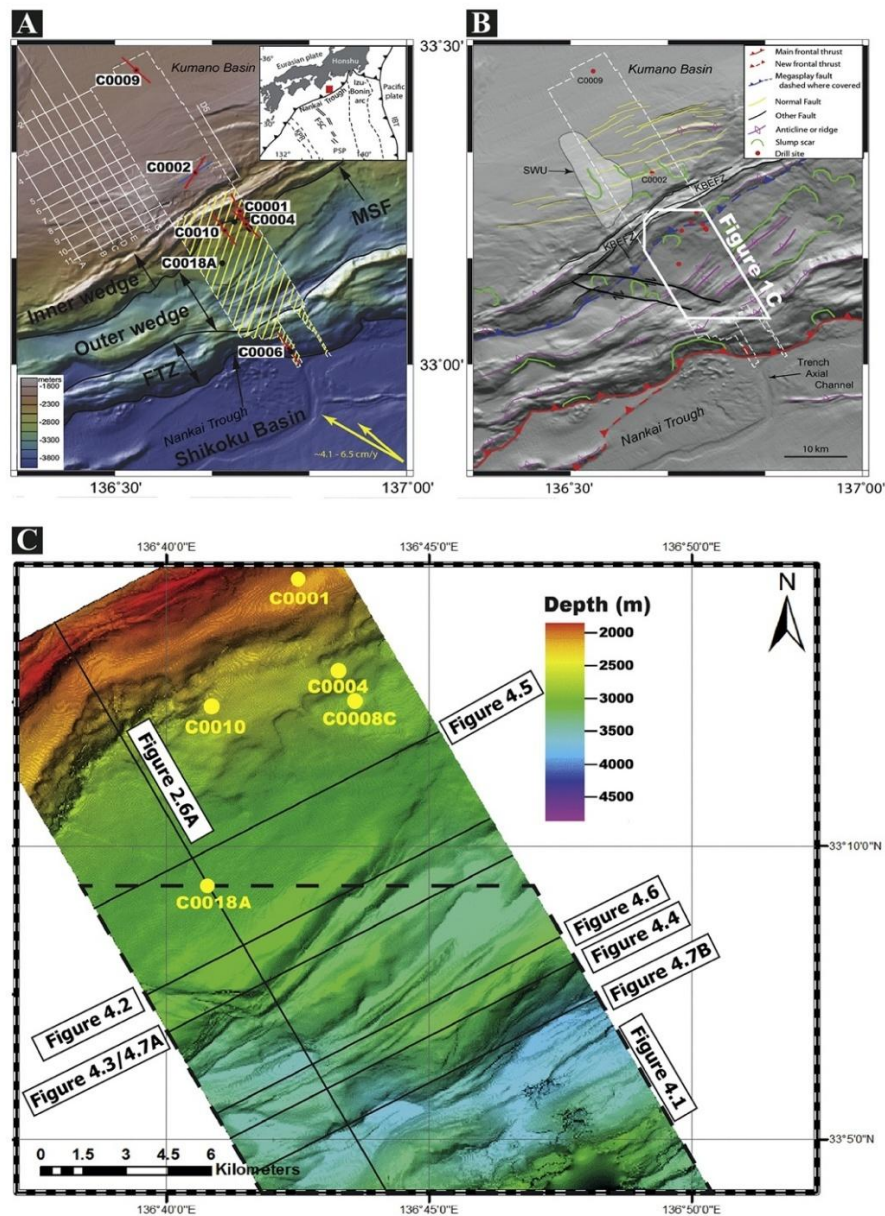 A
C0009
Kumano Basin
DS
Eurasian plate
Honshu
Izu-
Bonin
arc
Pacific
plate
Nankai Trough
FSC
KPR
PSP
IBT
132°
140°
C0002
C0001
C0004
C0010
C0018A
MSF
Inner wedge
Outer wedge
FTZ
C0006
Nankai Trough
Shikoku Basin
~4.1 - 6.5 cm/y
meters
-1800
-2300
-2800
-3300
-3800
136°30'
137°00'
33°30'
33°00'
B
Kumano Basin
C0009
Main frontal thrust
New frontal thrust
Megasplay fault
dashed where covered
Normal Fault
Other Fault
Anticline or ridge
Slump scar
Drill site
SWU
C0002
KBEFZ
KBEFZ
Figure 1C
Trench
Axial
Channel
Nankai Trough
10 km
136°30'
137°00'
C
136°40'0"E
136°45'0"E
136°50'0"E
N
C0001
C0004
C0010
C0008C
C0018A
Depth (m)
2000
2500
3000
3500
4000
4500
Figure 4.5
Figure 2.6A
33°10'0"N
Figure 4.6
Figure 4.4
Figure 4.7B
Figure 4.2
Figure 4.3/4.7A
Figure 4.1
33°5'0"N
0 1.5 3 4.5 6
Kilometers
136°40'0"E
136°45'0"E
136°50'0"E